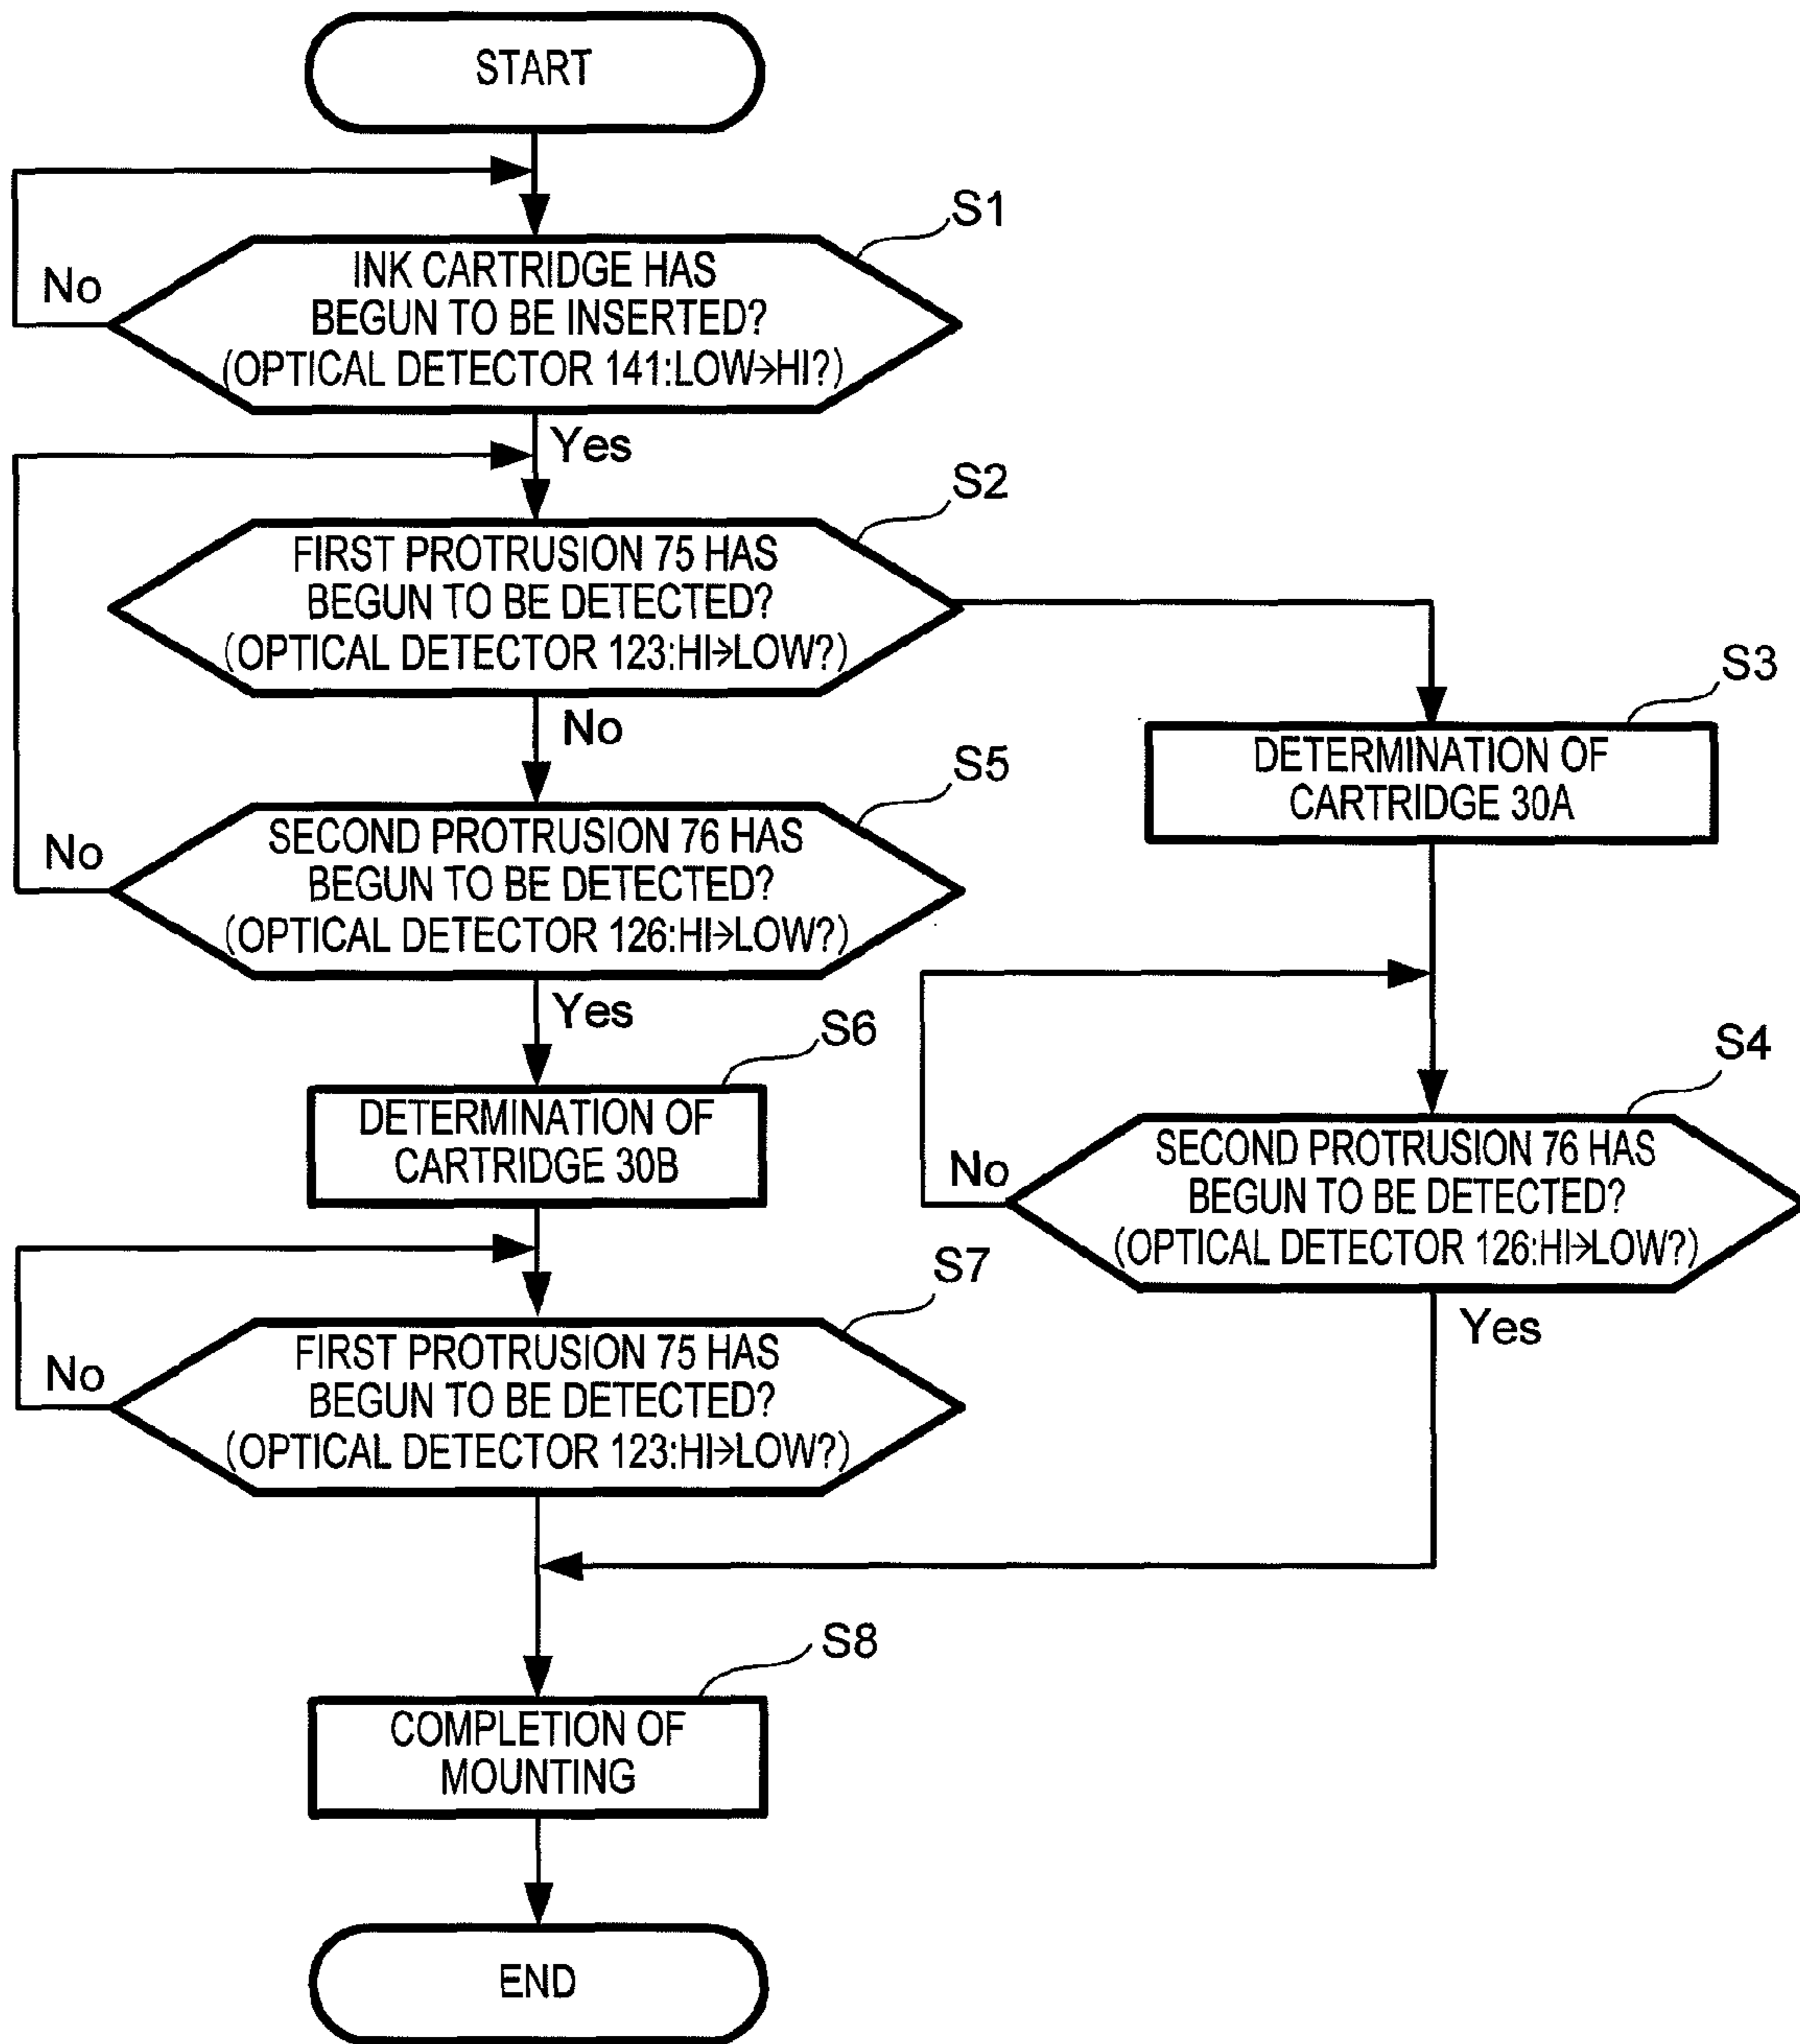 START
S1
INK CARTRIDGE HAS
BEGUN TO BE INSERTED?
(OPTICAL DETECTOR 141:LOW→HI?)
No
Yes
S2
FIRST PROTRUSION 75 HAS
BEGUN TO BE DETECTED?
(OPTICAL DETECTOR 123:HI→LOW?)
No
S3
DETERMINATION OF
CARTRIDGE 30A
S5
SECOND PROTRUSION 76 HAS
BEGUN TO BE DETECTED?
(OPTICAL DETECTOR 126:HI→LOW?)
No
Yes
S6
DETERMINATION OF
CARTRIDGE 30B
S4
SECOND PROTRUSION 76 HAS
BEGUN TO BE DETECTED?
(OPTICAL DETECTOR 126:HI→LOW?)
No
Yes
S7
FIRST PROTRUSION 75 HAS
BEGUN TO BE DETECTED?
(OPTICAL DETECTOR 123:HI→LOW?)
No
S8
COMPLETION OF
MOUNTING
END